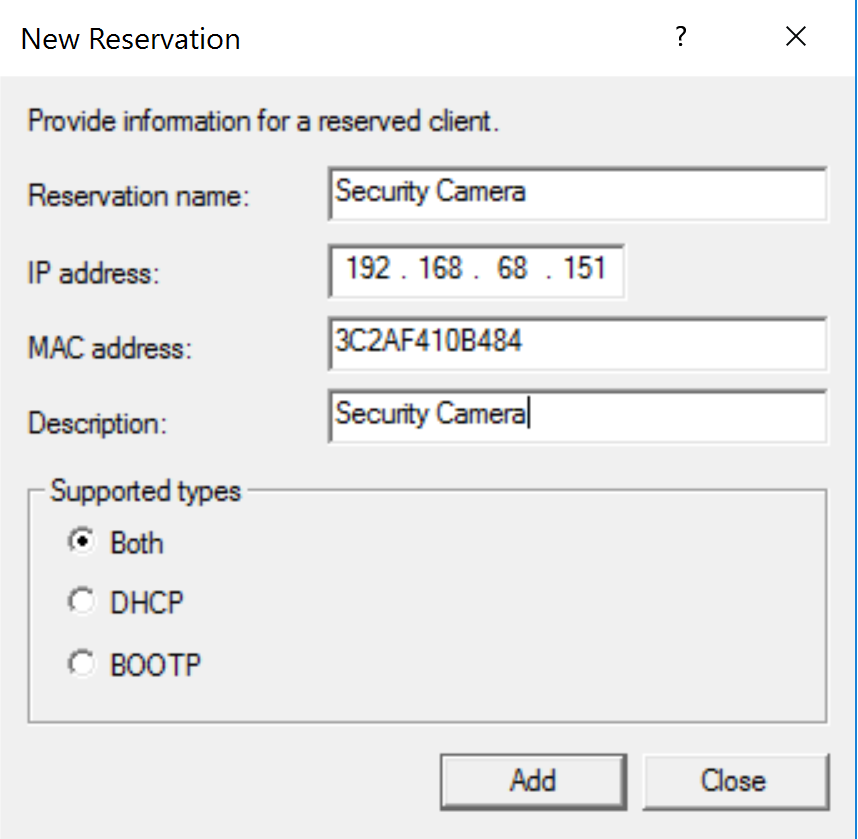 New Reservation ?
Provide information for a reserved client.
Reservation name: Security Camera
IP address: 192 . 168 . 68 . 151
MAC address: 3C2AF410B484
Description: Security Camera
Supported types
Both
DHCP
BOOTP
Add Close